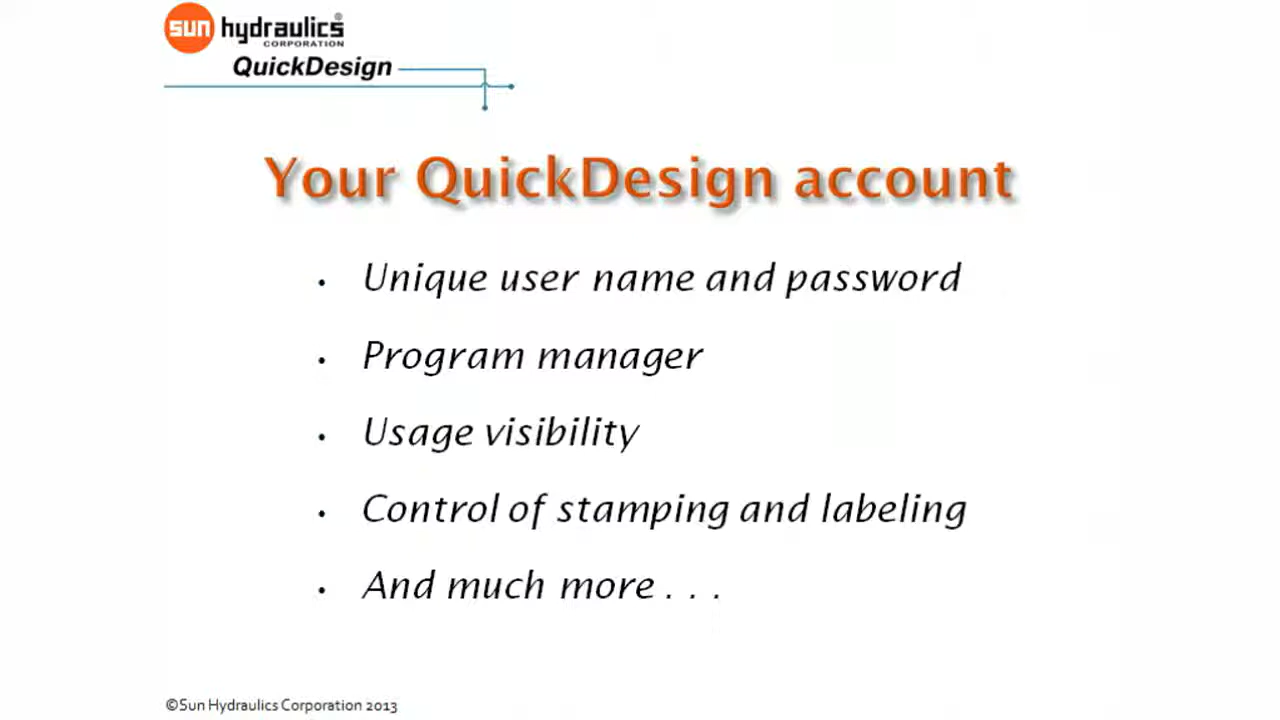 sun hydraulics®
CORPORATION
QuickDesign
Your QuickDesign account
• Unique user name and password
• Program manager
• Usage visibility
• Control of stamping and labeling
• And much more . . .
©Sun Hydraulics Corporation 2013